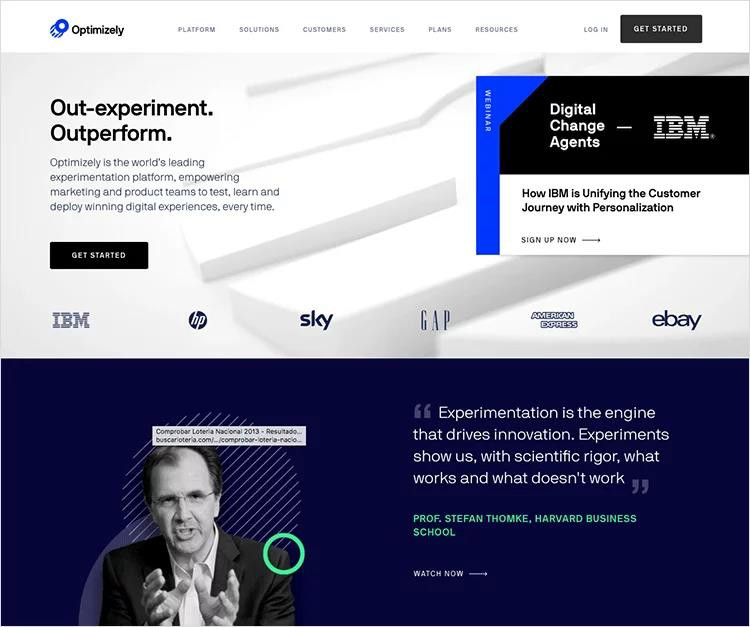 Optimizely
PLATFORM SOLUTIONS CUSTOMERS SERVICES PLANS RESOURCES LOG IN GET STARTED
Out-experiment.
Outperform.
Optimizely is the world's leading
experimentation platform, empowering
marketing and product teams to test, learn and
deploy winning digital experiences, every time.
GET STARTED
WEBINAR
Digital
Change
Agents — IBM
How IBM is Unifying the Customer
Journey with Personalization
SIGN UP NOW
IBM hp sky GAP AMERICAN EXPRESS ebay
Comprobar Loteria Nacional 2013 - Resultado...
buscarloteria.com/.../comprobar-loteria-nacio...
“ Experimentation is the engine
that drives innovation. Experiments
show us, with scientific rigor, what
works and what doesn't work ”
PROF. STEFAN THOMKE, HARVARD BUSINESS
SCHOOL
WATCH NOW